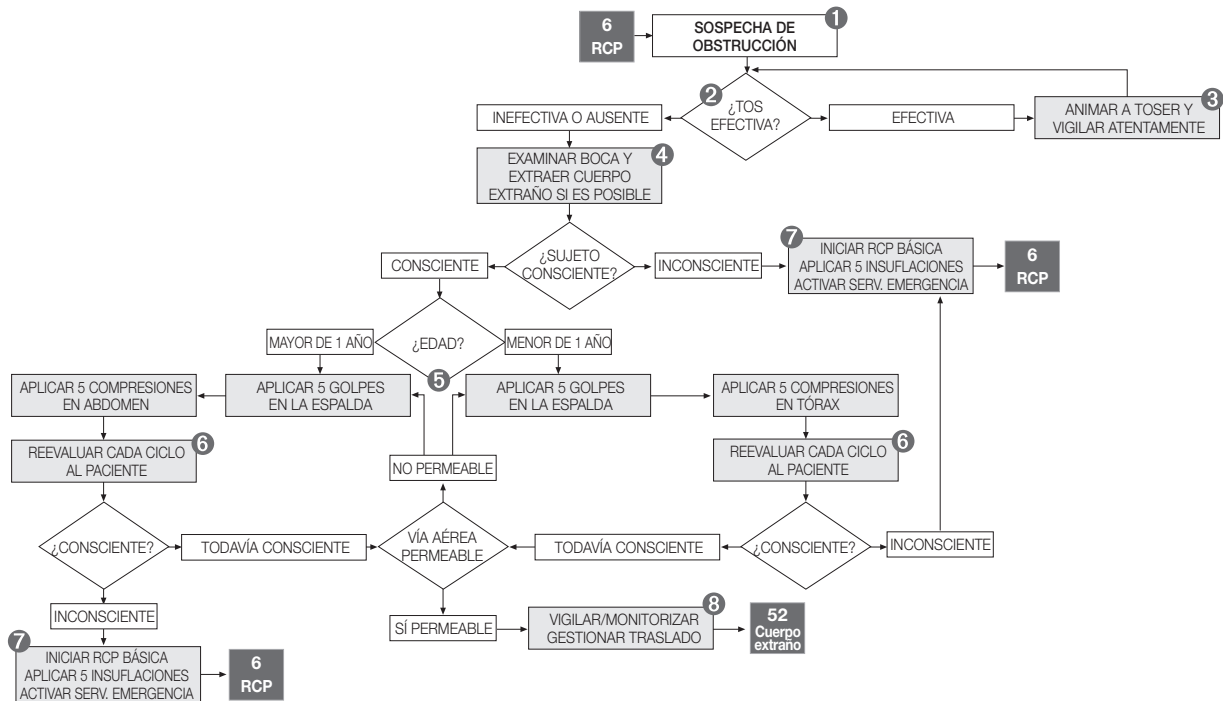 6
RCP
1
SOSPECHA DE
OBSTRUCCIÓN
2
¿TOS
EFECTIVA?
INEFECTIVA O AUSENTE
EFECTIVA
3
ANIMAR A TOSER Y
VIGILAR ATENTAMENTE
4
EXAMINAR BOCA Y
EXTRAER CUERPO
EXTRAÑO SI ES POSIBLE
¿SUJETO
CONSCIENTE?
CONSCIENTE
INCONSCIENTE
7
INICIAR RCP BÁSICA
APLICAR 5 INSUFLACIONES
ACTIVAR SERV. EMERGENCIA
6
RCP
¿EDAD?
MAYOR DE 1 AÑO
MENOR DE 1 AÑO
5
APLICAR 5 COMPRESIONES
EN ABDOMEN
APLICAR 5 GOLPES
EN LA ESPALDA
APLICAR 5 GOLPES
EN LA ESPALDA
APLICAR 5 COMPRESIONES
EN TÓRAX
6
REEVALUAR CADA CICLO
AL PACIENTE
NO PERMEABLE
6
REEVALUAR CADA CICLO
AL PACIENTE
¿CONSCIENTE?
TODAVÍA CONSCIENTE
VÍA AÉREA
PERMEABLE
TODAVÍA CONSCIENTE
¿CONSCIENTE?
INCONSCIENTE
INCONSCIENTE
SÍ PERMEABLE
8
VIGILAR/MONITORIZAR
GESTIONAR TRASLADO
52
Cuerpo
extraño
7
INICIAR RCP BÁSICA
APLICAR 5 INSUFLACIONES
ACTIVAR SERV. EMERGENCIA
6
RCP